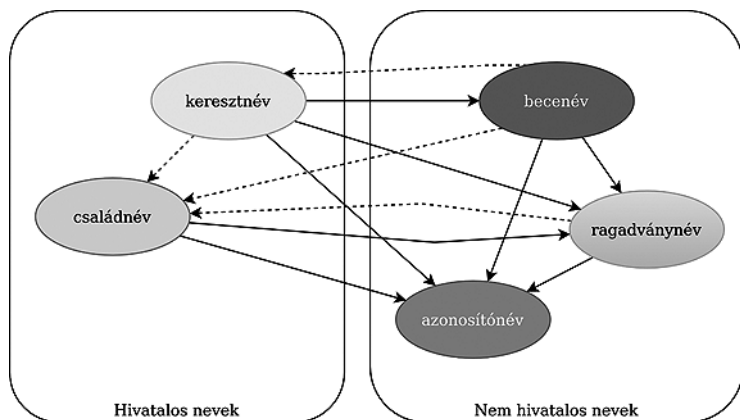 keresztnév
becenév
családnév
ragadványnév
azonosítónév
Hivatalos nevek
Nem hivatalos nevek